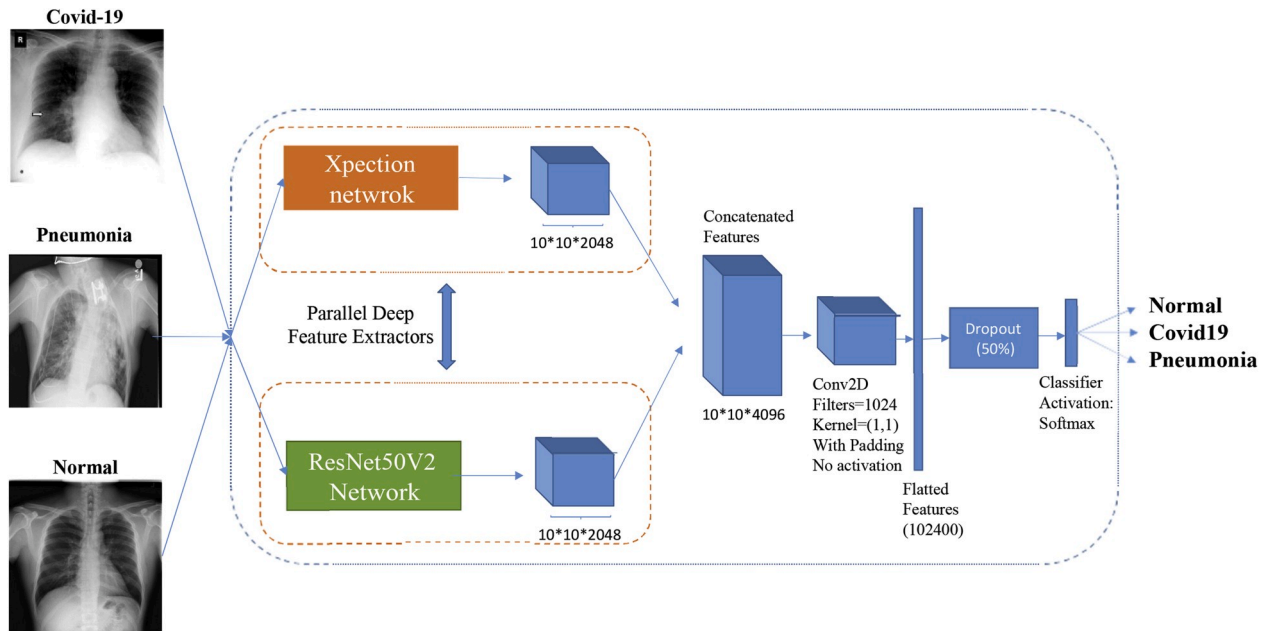 Covid-19
R
Pneumonia
Normal
Xpection
netwrok
10*10*2048
Parallel Deep
Feature Extractors
ResNet50V2
Network
10*10*2048
Concatenated
Features
10*10*4096
Conv2D
Filters=1024
Kernel=(1,1)
With Padding
No activation
Flatted
Features
(102400)
Dropout
(50%)
Classifier
Activation:
Softmax
Normal
Covid19
Pneumonia